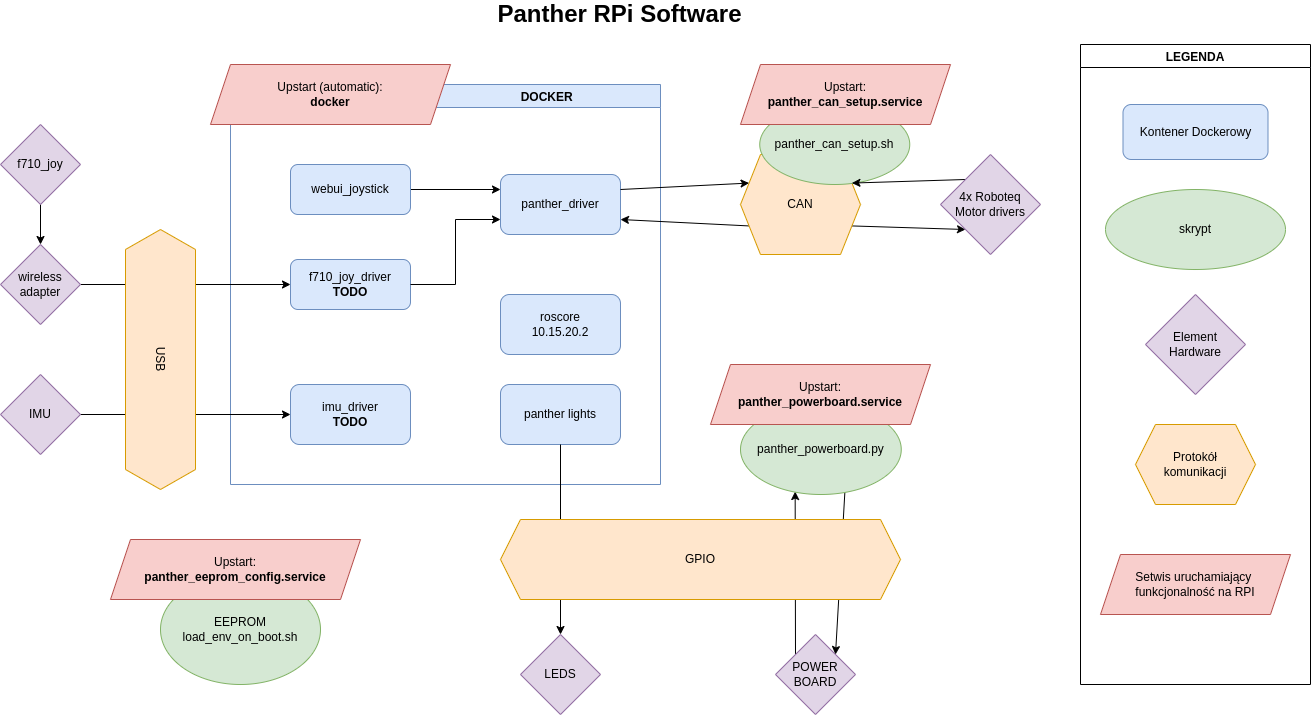 Panther RPi Software
Upstart (automatic):
docker
DOCKER
f710_joy
wireless
adapter
IMU
USB
webui_joystick
f710_joy_driver
TODO
imu_driver
TODO
panther_driver
roscore
10.15.20.2
panther lights
Upstart:
panther_can_setup.service
panther_can_setup.sh
CAN
4x Roboteq
Motor drivers
Upstart:
panther_powerboard.service
panther_powerboard.py
GPIO
LEDS
POWER
BOARD
Upstart:
panther_eeprom_config.service
EEPROM
load_env_on_boot.sh
LEGENDA
Kontener Dockerowy
skrypt
Element
Hardware
Protokół
komunikacji
Setwis uruchamiający
funkcjonalność na RPI